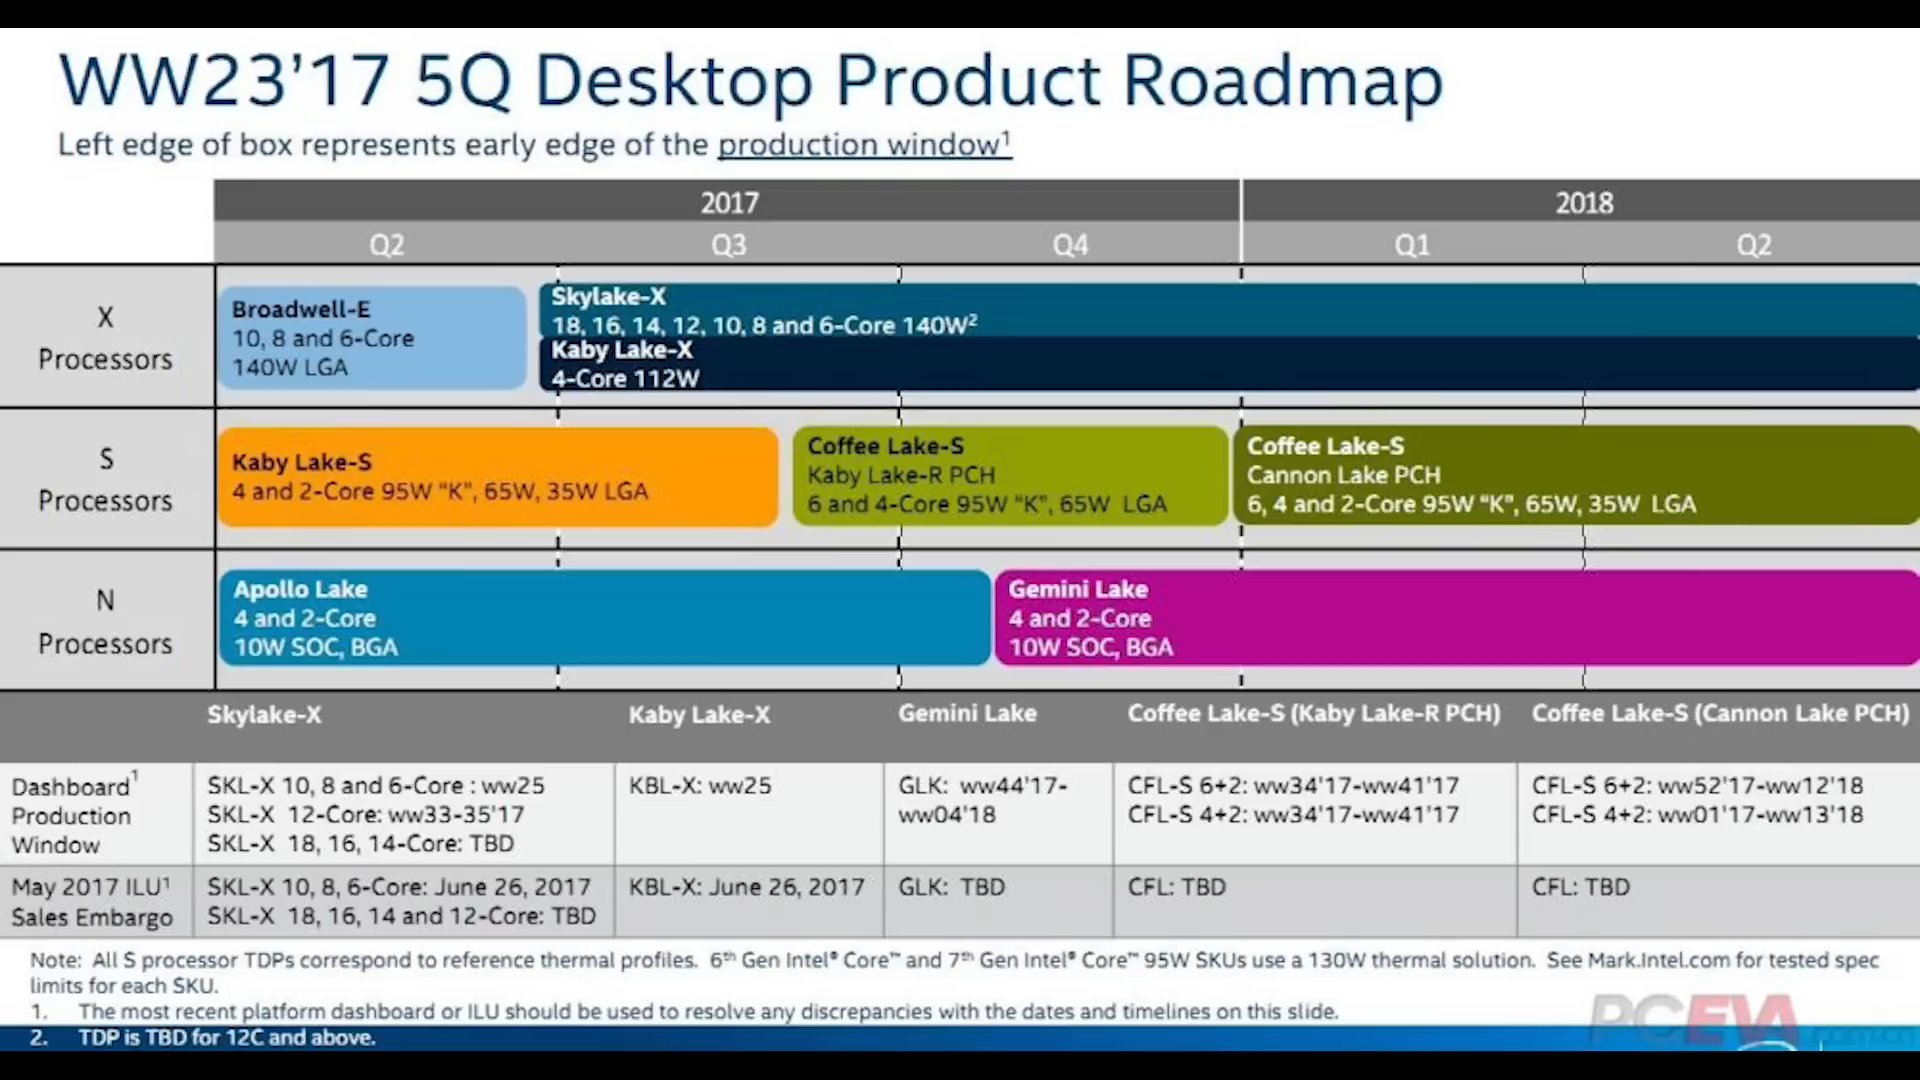 WW23’17 5Q Desktop Product Roadmap
Left edge of box represents early edge of the production window¹
2017 2018
Q2 Q3 Q4 Q1 Q2
X
Processors
Broadwell-E
10, 8 and 6-Core
140W LGA
Skylake-X
18, 16, 14, 12, 10, 8 and 6-Core 140W²
Kaby Lake-X
4-Core 112W
S
Processors
Kaby Lake-S
4 and 2-Core 95W “K”, 65W, 35W LGA
Coffee Lake-S
Kaby Lake-R PCH
6 and 4-Core 95W “K”, 65W LGA
Coffee Lake-S
Cannon Lake PCH
6, 4 and 2-Core 95W “K”, 65W, 35W LGA
N
Processors
Apollo Lake
4 and 2-Core
10W SOC, BGA
Gemini Lake
4 and 2-Core
10W SOC, BGA
Skylake-X Kaby Lake-X Gemini Lake Coffee Lake-S (Kaby Lake-R PCH) Coffee Lake-S (Cannon Lake PCH)
Dashboard¹
Production
Window
SKL-X 10, 8 and 6-Core : ww25
SKL-X 12-Core: ww33-35'17
SKL-X 18, 16, 14-Core: TBD
KBL-X: ww25
GLK: ww44'17-
ww04'18
CFL-S 6+2: ww34'17-ww41'17
CFL-S 4+2: ww34'17-ww41'17
CFL-S 6+2: ww52'17-ww12'18
CFL-S 4+2: ww01'17-ww13'18
May 2017 ILU¹
Sales Embargo
SKL-X 10, 8, 6-Core: June 26, 2017
SKL-X 18, 16, 14 and 12-Core: TBD
KBL-X: June 26, 2017
GLK: TBD
CFL: TBD
CFL: TBD
Note: All S processor TDPs correspond to reference thermal profiles. 6th Gen Intel® Core™ and 7th Gen Intel® Core™ 95W SKUs use a 130W thermal solution. See Mark.Intel.com for tested spec
limits for each SKU.
1. The most recent platform dashboard or ILU should be used to resolve any discrepancies with the dates and timelines on this slide.
2. TDP is TBD for 12C and above.
PCEVA
.com.cn